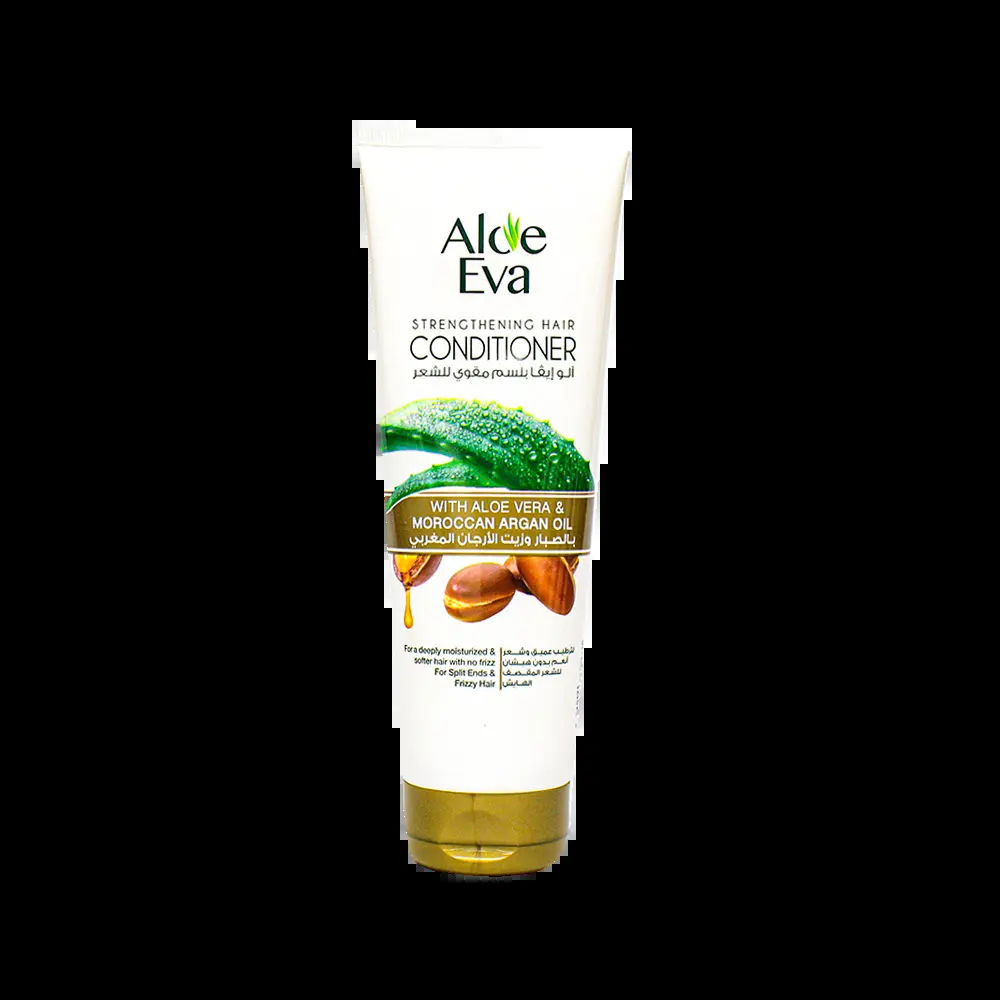 Aloe
Eva
STRENGTHENING HAIR
CONDITIONER
ألو إيڤا بلسم مقوي للشعر
WITH ALOE VERA &
MOROCCAN ARGAN OIL
بالصبار وزيت الأرجان المغربي
For a deeply moisturized &
softer hair with no frizz
For Split Ends &
Frizzy Hair
لترطيب عميق وشعر
أنعم بدون هيشان
للشعر المقصف
الهايش